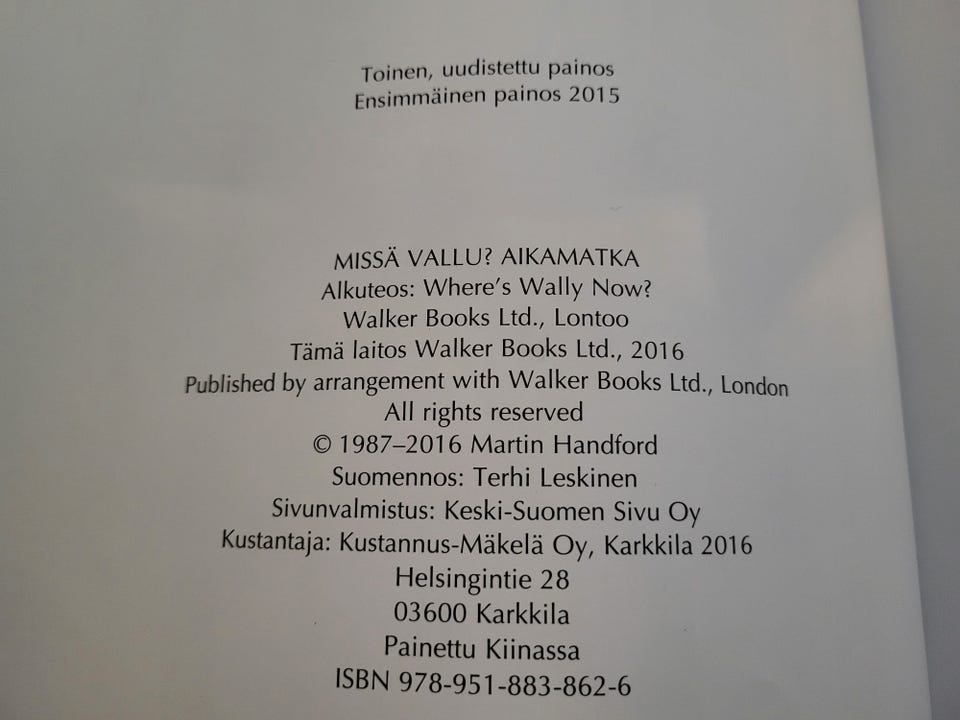 Toinen, uudistettu painos
Ensimmäinen painos 2015
MISSÄ VALLU? AIKAMATKA
Alkuteos: Where's Wally Now?
Walker Books Ltd., Lontoo
Tämä laitos Walker Books Ltd., 2016
Published by arrangement with Walker Books Ltd., London
All rights reserved
© 1987–2016 Martin Handford
Suomennos: Terhi Leskinen
Sivunvalmistus: Keski-Suomen Sivu Oy
Kustantaja: Kustannus-Mäkelä Oy, Karkkila 2016
Helsingintie 28
03600 Karkkila
Painettu Kiinassa
ISBN 978-951-883-862-6